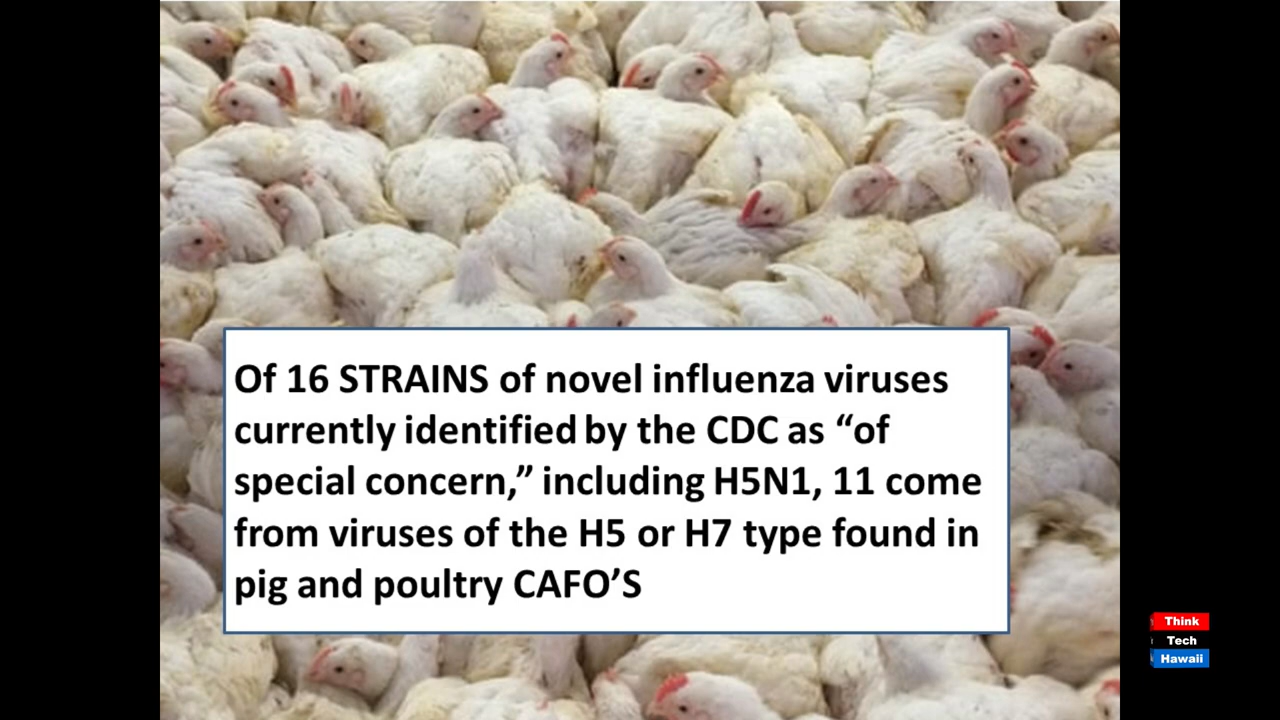 Of 16 STRAINS of novel influenza viruses
currently identified by the CDC as “of
special concern,” including H5N1, 11 come
from viruses of the H5 or H7 type found in
pig and poultry CAFO’S
Think
Tech
Hawaii